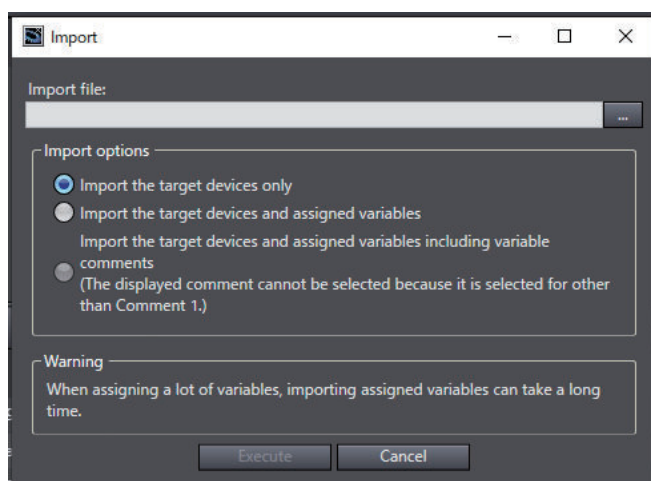 Import
Import file:
...
Import options
Import the target devices only
Import the target devices and assigned variables
Import the target devices and assigned variables including variable
comments
(The displayed comment cannot be selected because it is selected for other
than Comment 1.)
Warning
When assigning a lot of variables, importing assigned variables can take a long
time.
Execute
Cancel